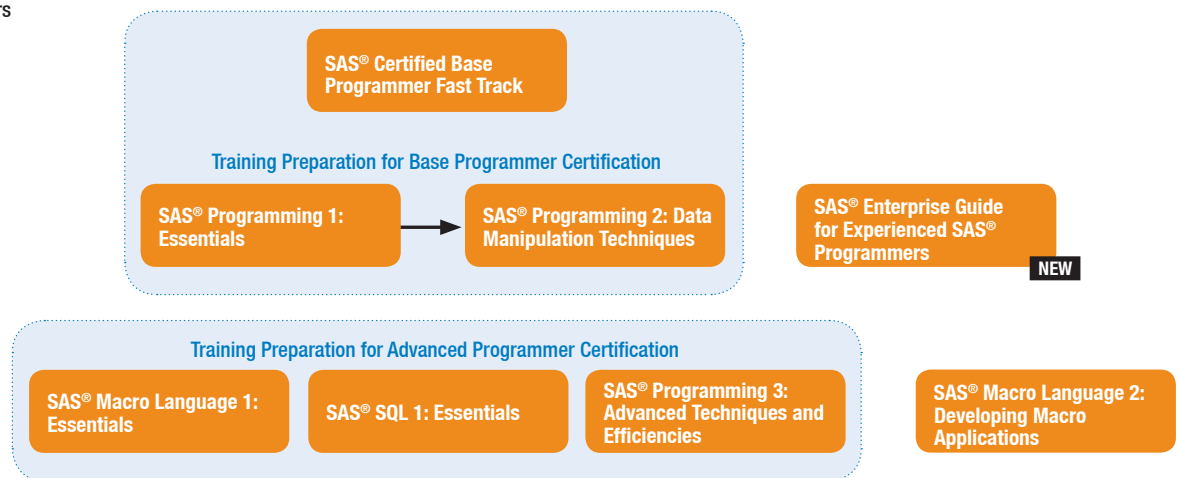 rs
SAS® Certified Base
Programmer Fast Track
Training Preparation for Base Programmer Certification
SAS® Programming 1:
Essentials
SAS® Programming 2: Data
Manipulation Techniques
SAS® Enterprise Guide
for Experienced SAS®
Programmers
NEW
Training Preparation for Advanced Programmer Certification
SAS® Macro Language 1:
Essentials
SAS® SQL 1: Essentials
SAS® Programming 3:
Advanced Techniques and
Efficiencies
SAS® Macro Language 2:
Developing Macro
Applications